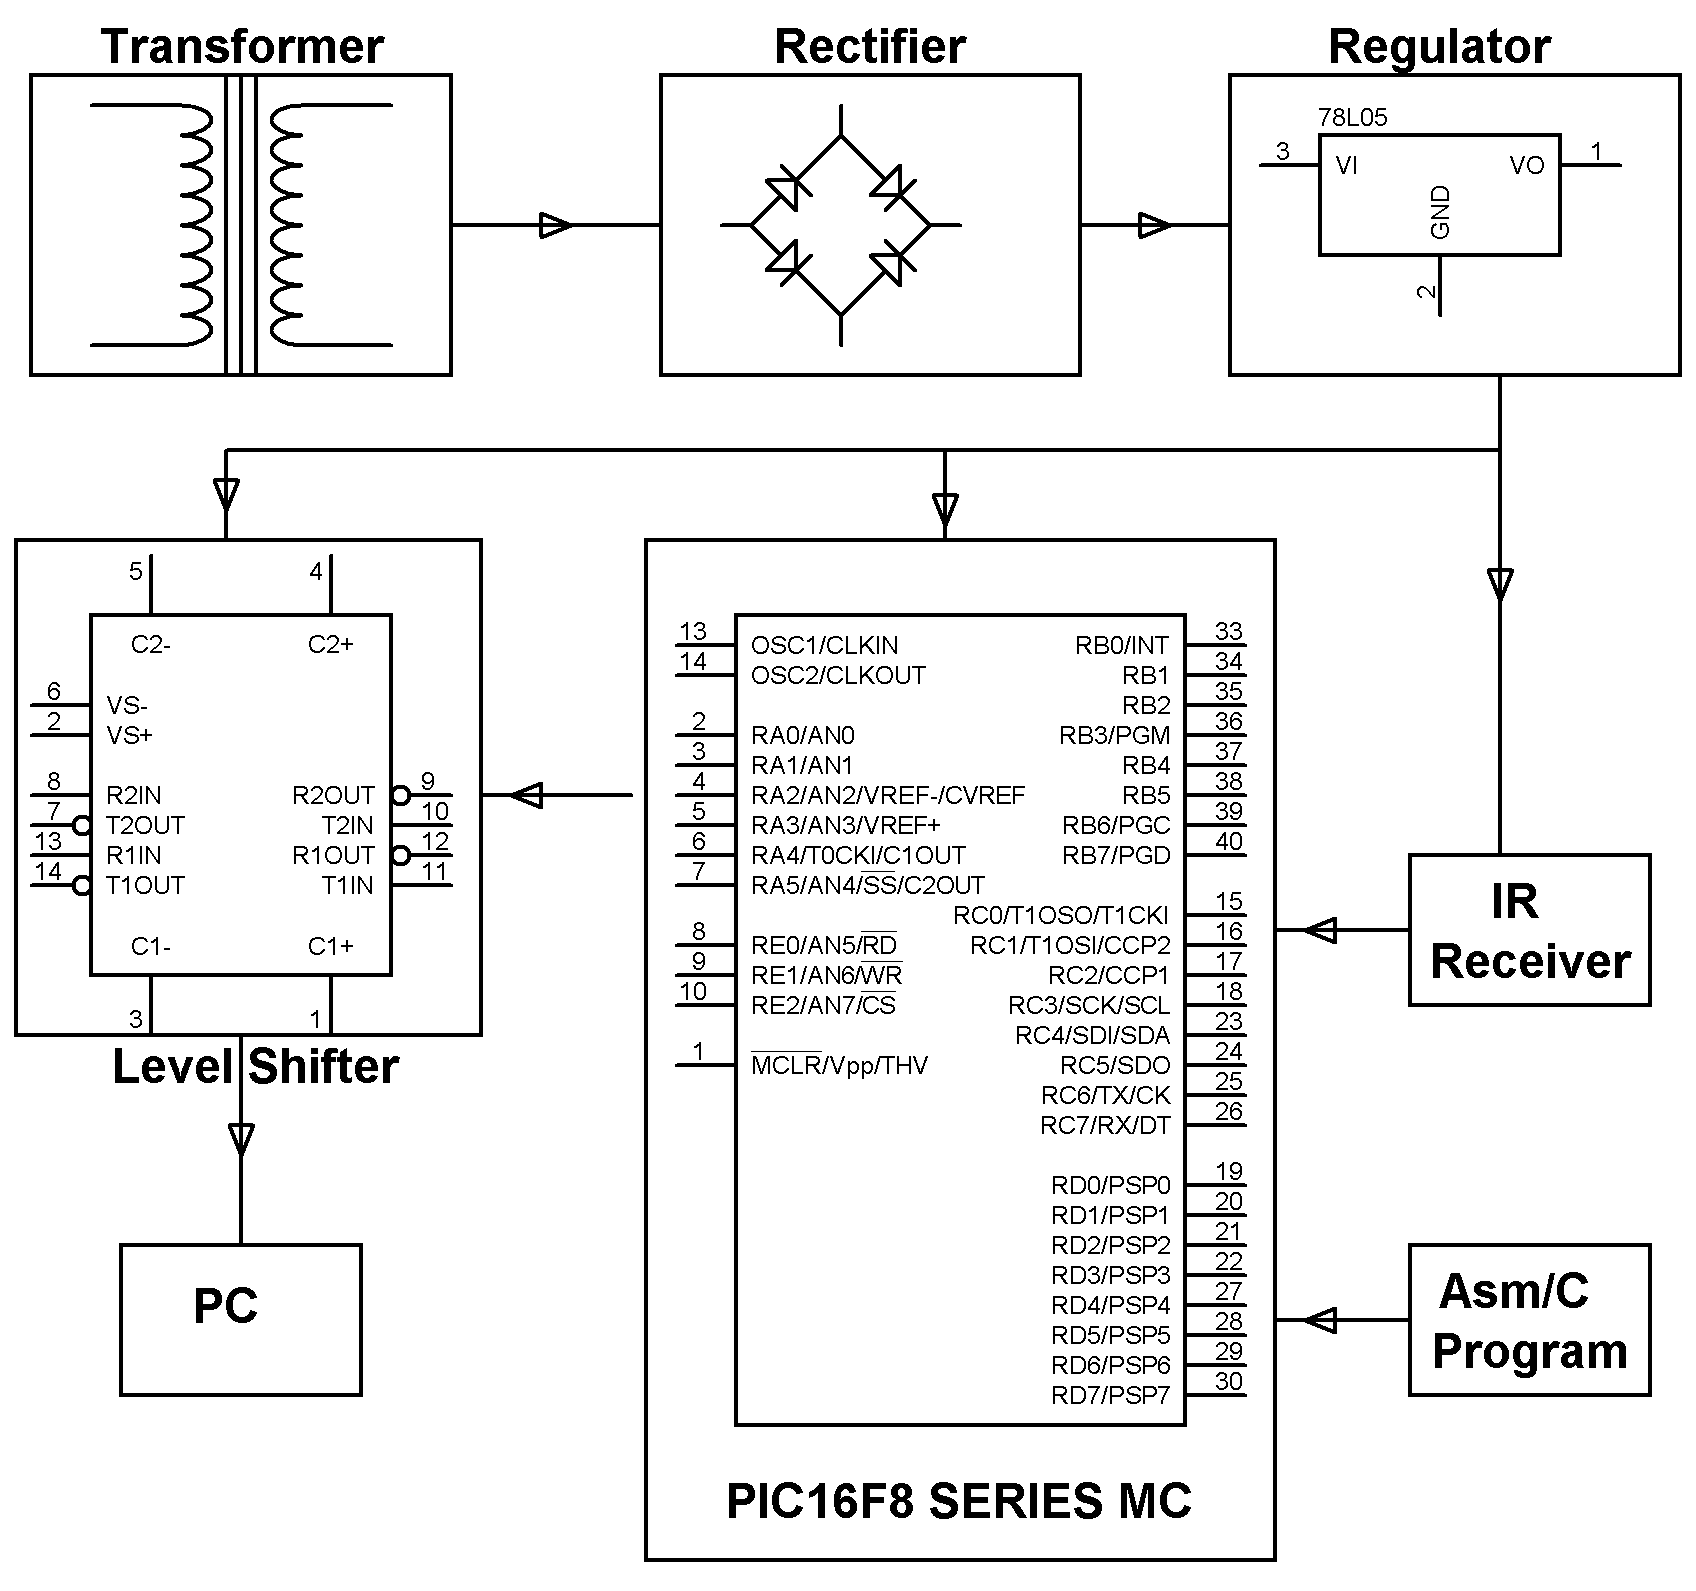 Transformer
Rectifier
Regulator
78L05
3
VI
VO
1
GND
2
5
4
C2-
C2+
6
VS-
2
VS+
8
R2IN
R2OUT
9
7
T2OUT
T2IN
10
13
R1IN
R1OUT
12
14
T1OUT
T1IN
11
C1-
C1+
3
1
Level Shifter
PC
13
OSC1/CLKIN
RB0/INT
33
14
OSC2/CLKOUT
RB1
34
RB2
35
2
RA0/AN0
RB3/PGM
36
3
RA1/AN1
RB4
37
4
RA2/AN2/VREF-/CVREF
RB5
38
5
RA3/AN3/VREF+
RB6/PGC
39
6
RA4/T0CKI/C1OUT
RB7/PGD
40
7
RA5/AN4/SS/C2OUT
RC0/T1OSO/T1CKI
15
8
RE0/AN5/RD
RC1/T1OSI/CCP2
16
9
RE1/AN6/WR
RC2/CCP1
17
10
RE2/AN7/CS
RC3/SCK/SCL
18
RC4/SDI/SDA
23
1
MCLR/Vpp/THV
RC5/SDO
24
RC6/TX/CK
25
RC7/RX/DT
26
RD0/PSP0
19
RD1/PSP1
20
RD2/PSP2
21
RD3/PSP3
22
RD4/PSP4
27
RD5/PSP5
28
RD6/PSP6
29
RD7/PSP7
30
PIC16F8 SERIES MC
IR
Receiver
Asm/C
Program